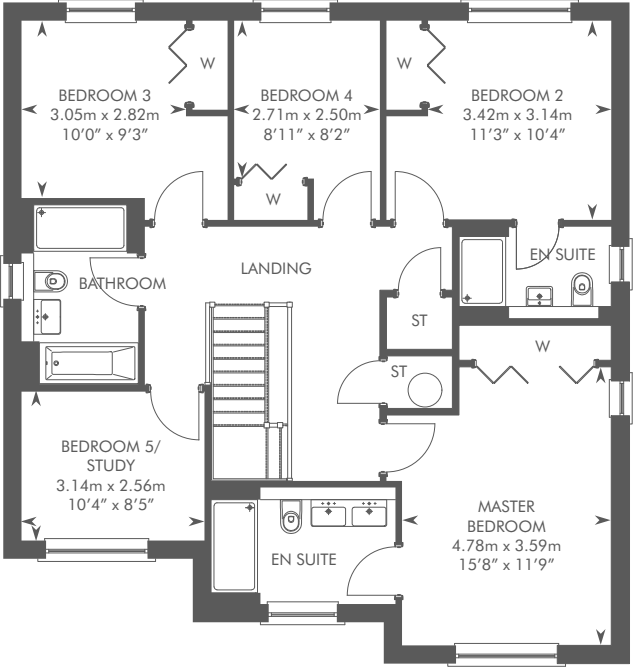 BEDROOM 3
3.05m x 2.82m
10’0” x 9’3”
W
BEDROOM 4
2.71m x 2.50m
8’11” x 8’2”
W
W
BEDROOM 2
3.42m x 3.14m
11’3” x 10’4”
BATHROOM
LANDING
EN SUITE
ST
ST
W
BEDROOM 5/
STUDY
3.14m x 2.56m
10’4” x 8’5”
EN SUITE
MASTER
BEDROOM
4.78m x 3.59m
15’8” x 11’9”